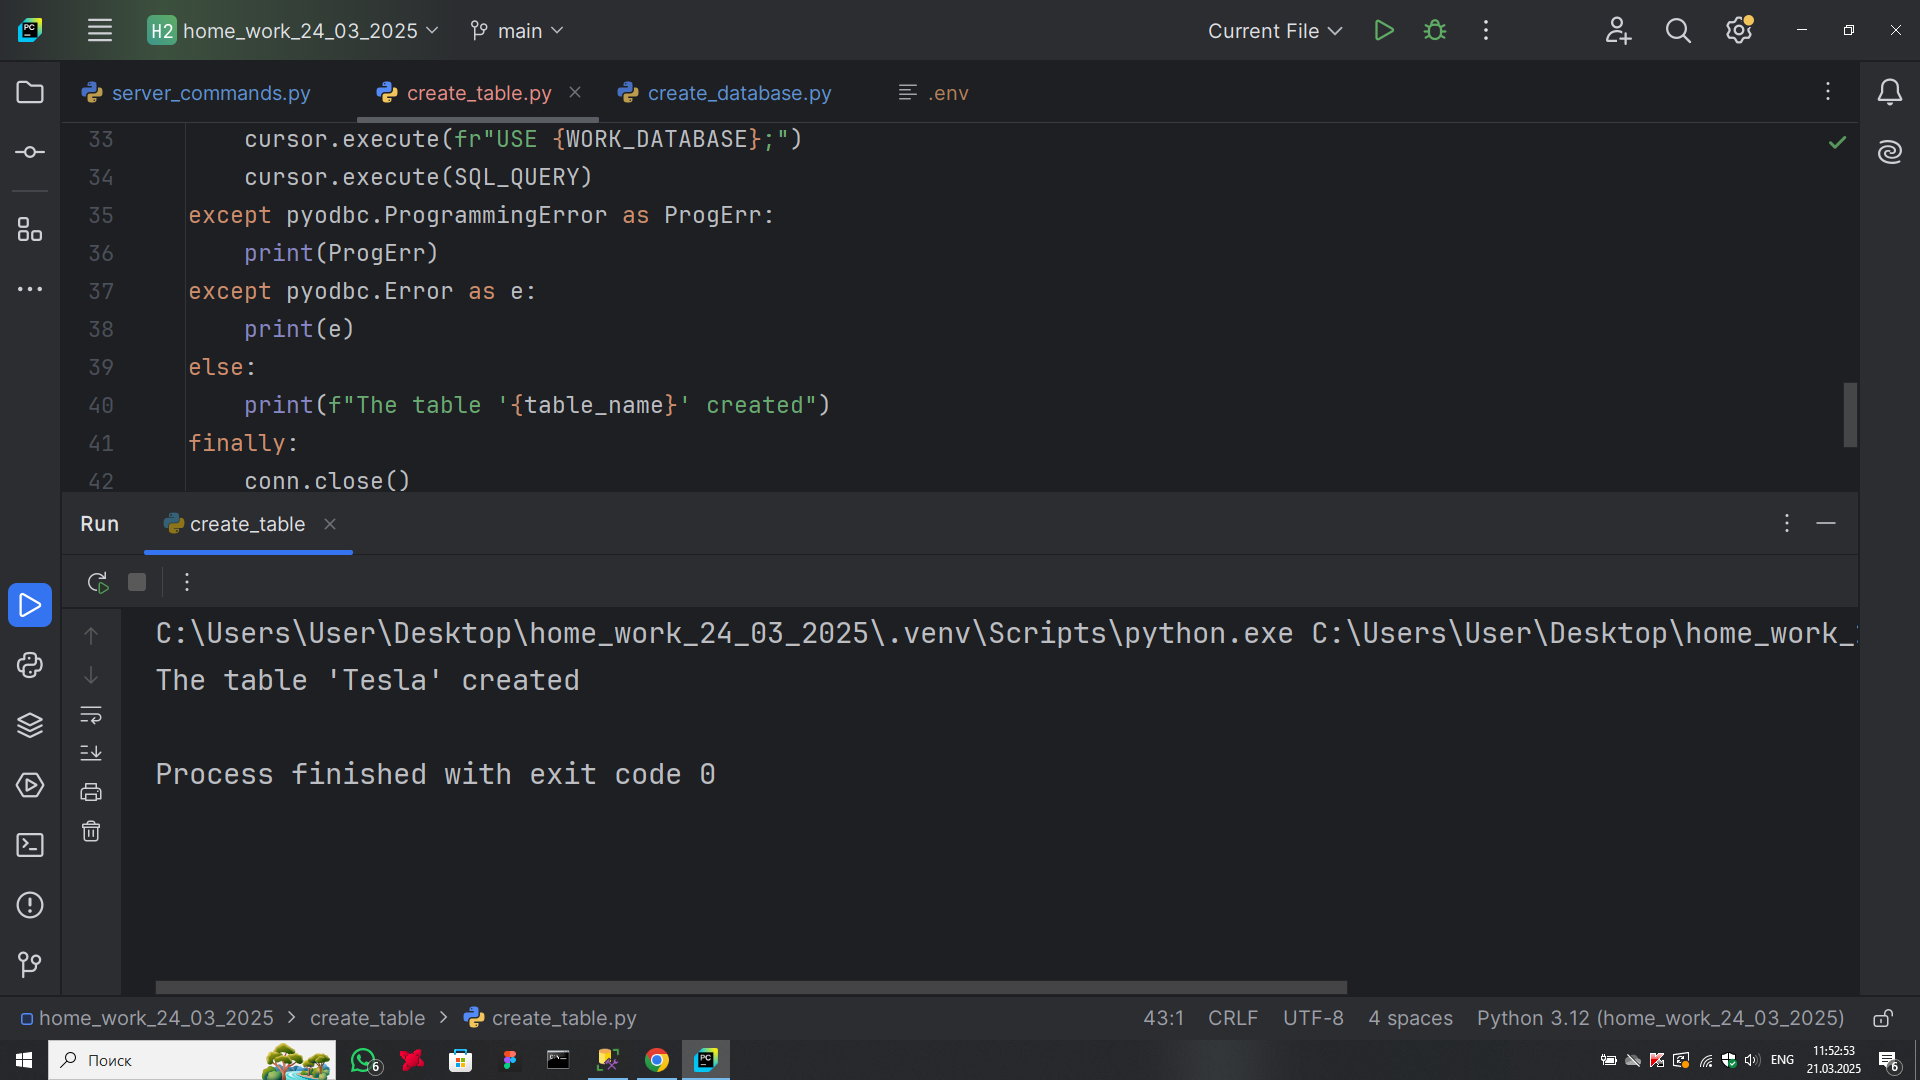 PC
H2 home_work_24_03_2025
main
Current File
server_commands.py
create_table.py
create_database.py
.env
33 cursor.execute(fr"USE {WORK_DATABASE};")
34 cursor.execute(SQL_QUERY)
35 except pyodbc.ProgrammingError as ProgErr:
36 print(ProgErr)
37 except pyodbc.Error as e:
38 print(e)
39 else:
40 print(f"The table '{table_name}' created")
41 finally:
42 conn.close()
Run
create_table
C:\Users\User\Desktop\home_work_24_03_2025\.venv\Scripts\python.exe C:\Users\User\Desktop\home_work_
The table 'Tesla' created
Process finished with exit code 0
home_work_24_03_2025 > create_table > create_table.py
43:1 CRLF UTF-8 4 spaces Python 3.12 (home_work_24_03_2025)
Поиск
6
PC
ENG
11:52:53
21.03.2025
6